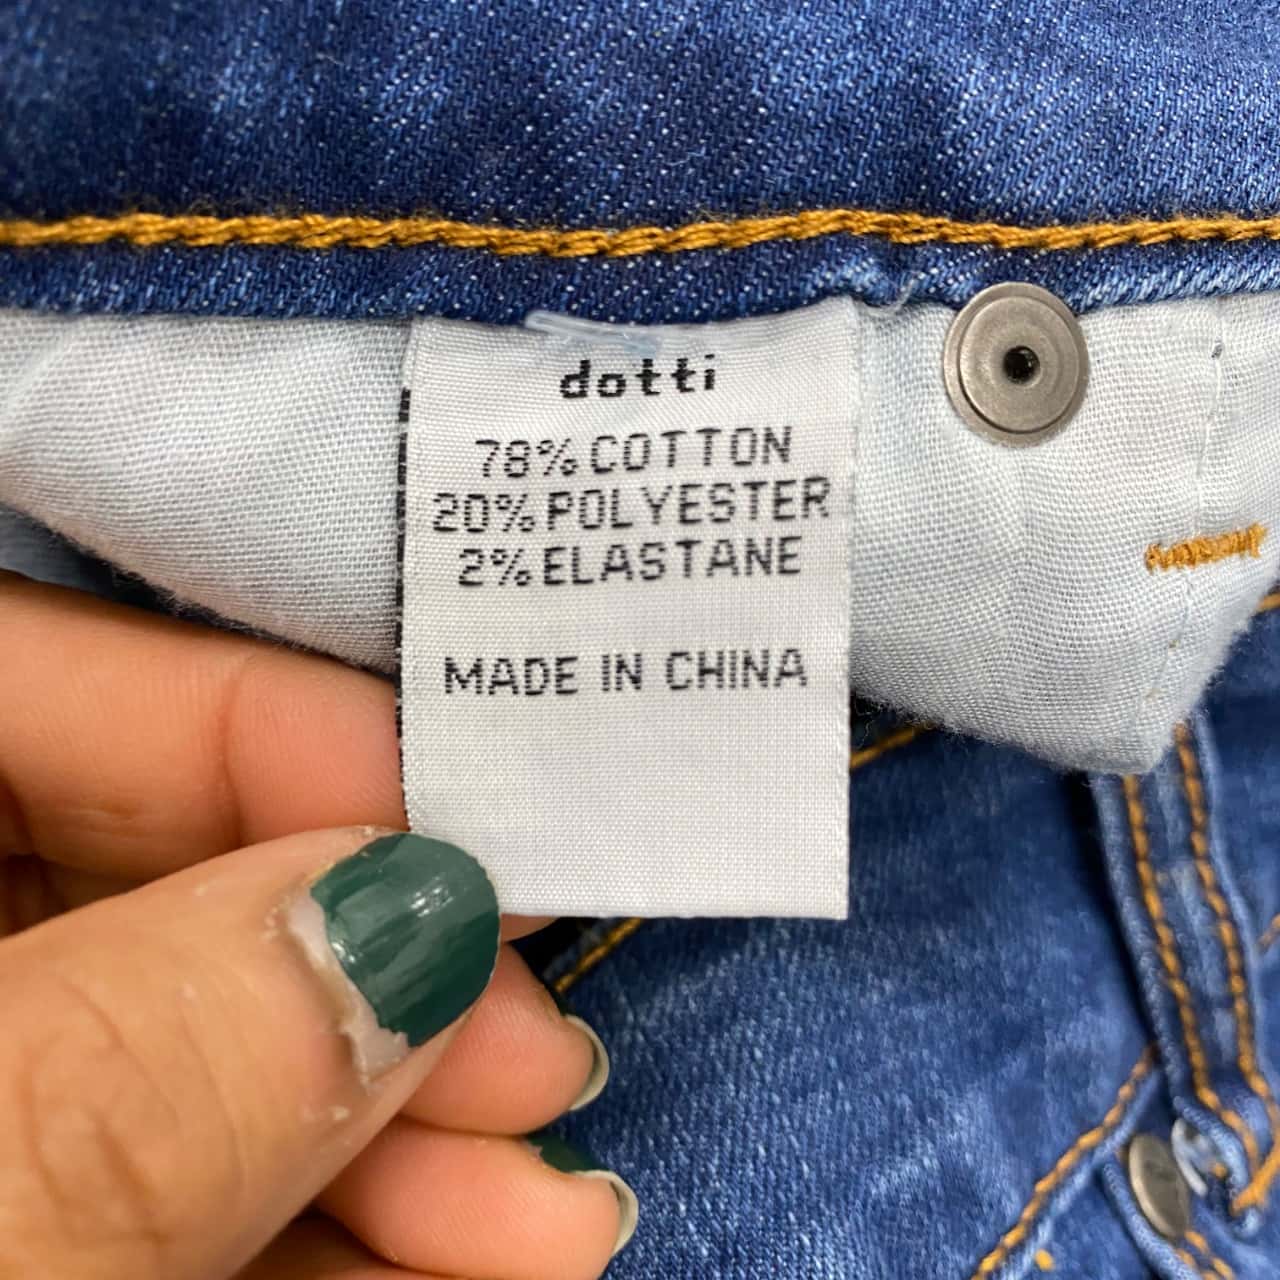 dotti
78% COTTON
20% POLYESTER
2% ELASTANE
MADE IN CHINA